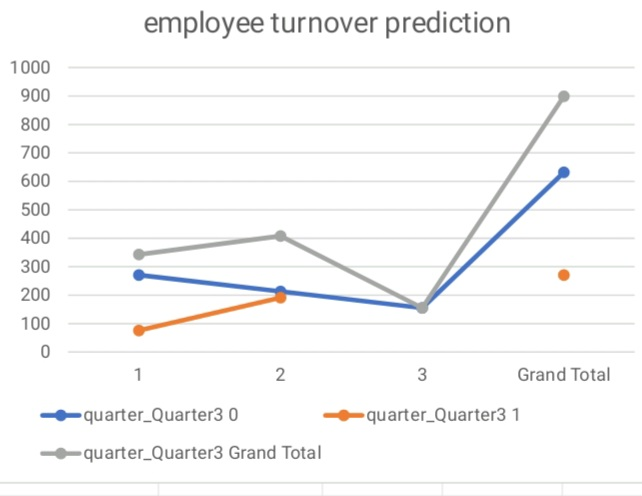 employee turnover prediction
1000
900
800
700
600
500
400
300
200
100
0
1 2 3 Grand Total
quarter_Quarter3 0 quarter_Quarter3 1
quarter_Quarter3 Grand Total